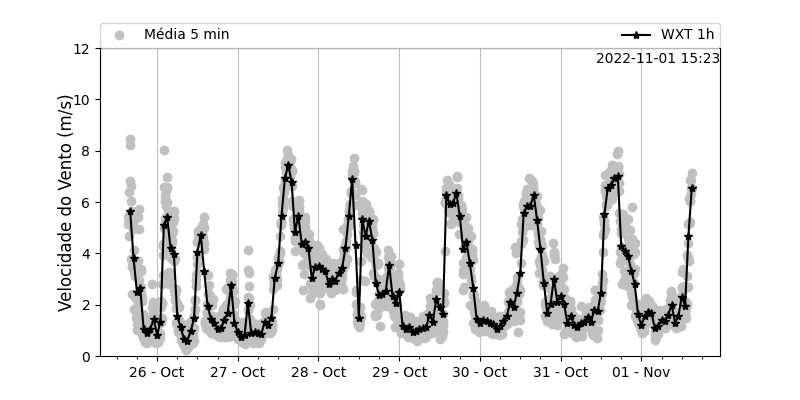 Média 5 min
WXT 1h
2022-11-01 15:23
Velocidade do Vento (m/s)
12
10
8
6
4
2
0
26 - Oct
27 - Oct
28 - Oct
29 - Oct
30 - Oct
31 - Oct
01 - Nov